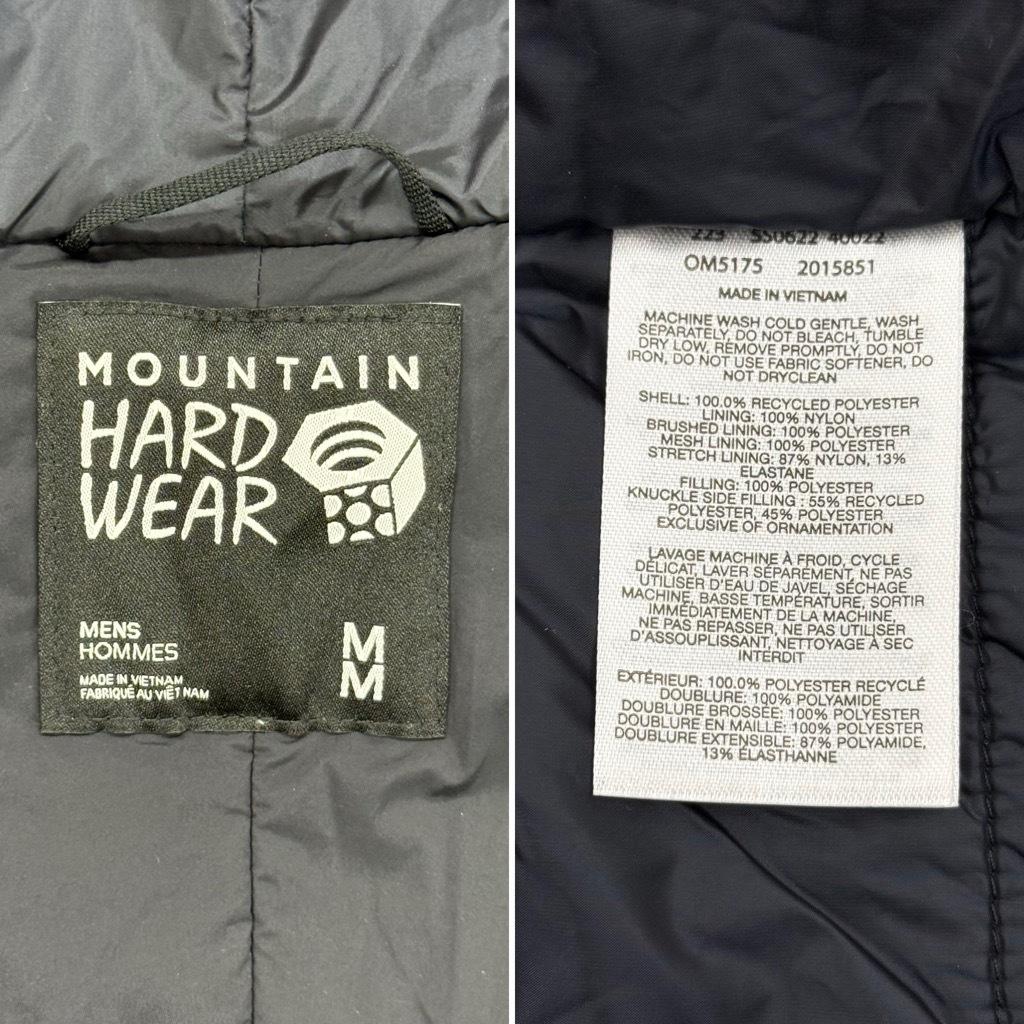 MOUNTAIN
HARD
WEAR
MENS
HOMMES
MADE IN VIETNAM
FABRIQUÉ AU VIÊT NAM
M
M
223 SS0622 40022
OM5175 2015851
MADE IN VIETNAM
MACHINE WASH COLD GENTLE, WASH
SEPARATELY, DO NOT BLEACH, TUMBLE
DRY LOW, REMOVE PROMPTLY, DO NOT
IRON, DO NOT USE FABRIC SOFTENER, DO
NOT DRYCLEAN
SHELL: 100.0% RECYCLED POLYESTER
LINING: 100% NYLON
BRUSHED LINING: 100% POLYESTER
MESH LINING: 100% POLYESTER
STRETCH LINING: 87% NYLON, 13%
ELASTANE
FILLING: 100% POLYESTER
KNUCKLE SIDE FILLING : 55% RECYCLED
POLYESTER, 45% POLYESTER
EXCLUSIVE OF ORNAMENTATION
LAVAGE MACHINE À FROID, CYCLE
DÉLICAT, LAVER SÉPARÉMENT, NE PAS
UTILISER D'EAU DE JAVEL, SÉCHAGE
MACHINE, BASSE TEMPÉRATURE, SORTIR
IMMÉDIATEMENT DE LA MACHINE,
NE PAS REPASSER, NE PAS UTILISER
D'ASSOUPLISSANT, NETTOYAGE À SEC
INTERDIT
EXTÉRIEUR: 100.0% POLYESTER RECYCLÉ
DOUBLURE: 100% POLYAMIDE
DOUBLURE BROSSÉE: 100% POLYESTER
DOUBLURE EN MAILLE: 100% POLYESTER
DOUBLURE EXTENSIBLE: 87% POLYAMIDE,
13% ÉLASTHANNE